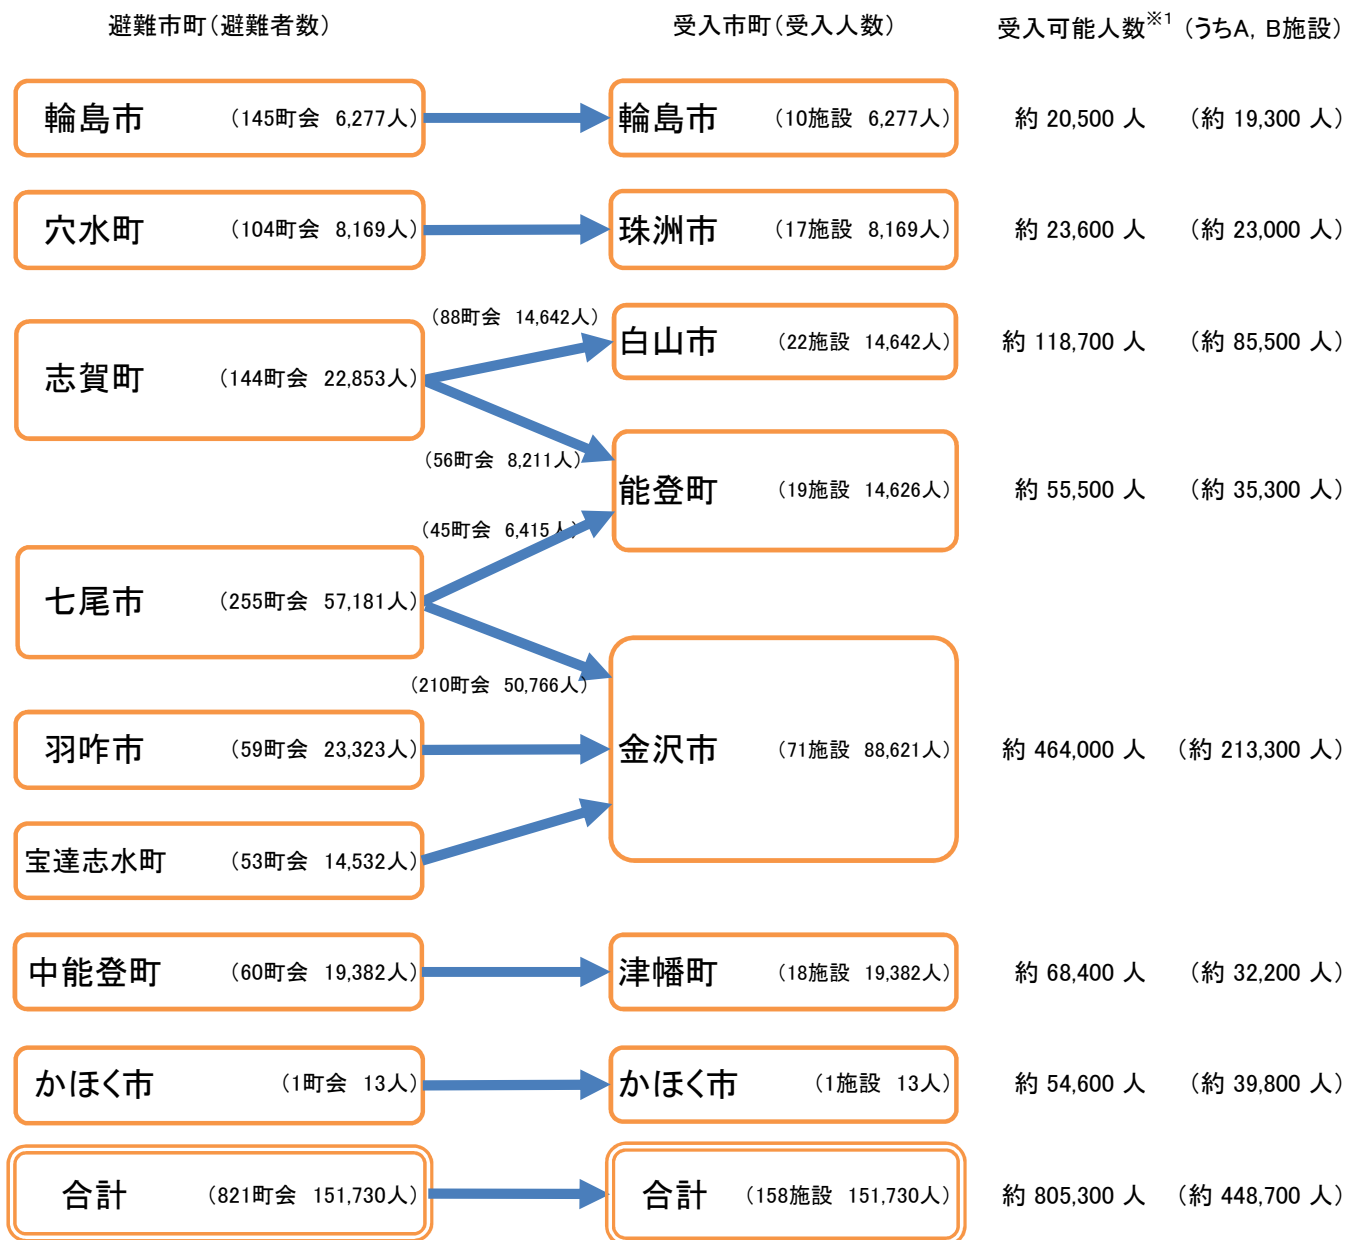 避難市町(避難者数) 受入市町(受入人数) 受入可能人数※1 (うちA, B施設)
輪島市 (145町会 6,277人) 輪島市 (10施設 6,277人) 約 20,500 人 (約 19,300 人)
穴水町 (104町会 8,169人) 珠洲市 (17施設 8,169人) 約 23,600 人 (約 23,000 人)
(88町会 14,642人)
白山市 (22施設 14,642人) 約 118,700 人 (約 85,500 人)
志賀町 (144町会 22,853人)
(56町会 8,211人)
能登町 (19施設 14,626人) 約 55,500 人 (約 35,300 人)
(45町会 6,415人)
七尾市 (255町会 57,181人)
(210町会 50,766人)
羽咋市 (59町会 23,323人) 金沢市 (71施設 88,621人) 約 464,000 人 (約 213,300 人)
宝達志水町 (53町会 14,532人)
中能登町 (60町会 19,382人) 津幡町 (18施設 19,382人) 約 68,400 人 (約 32,200 人)
かほく市 (1町会 13人) かほく市 (1施設 13人) 約 54,600 人 (約 39,800 人)
合計 (821町会 151,730人) 合計 (158施設 151,730人) 約 805,300 人 (約 448,700 人)